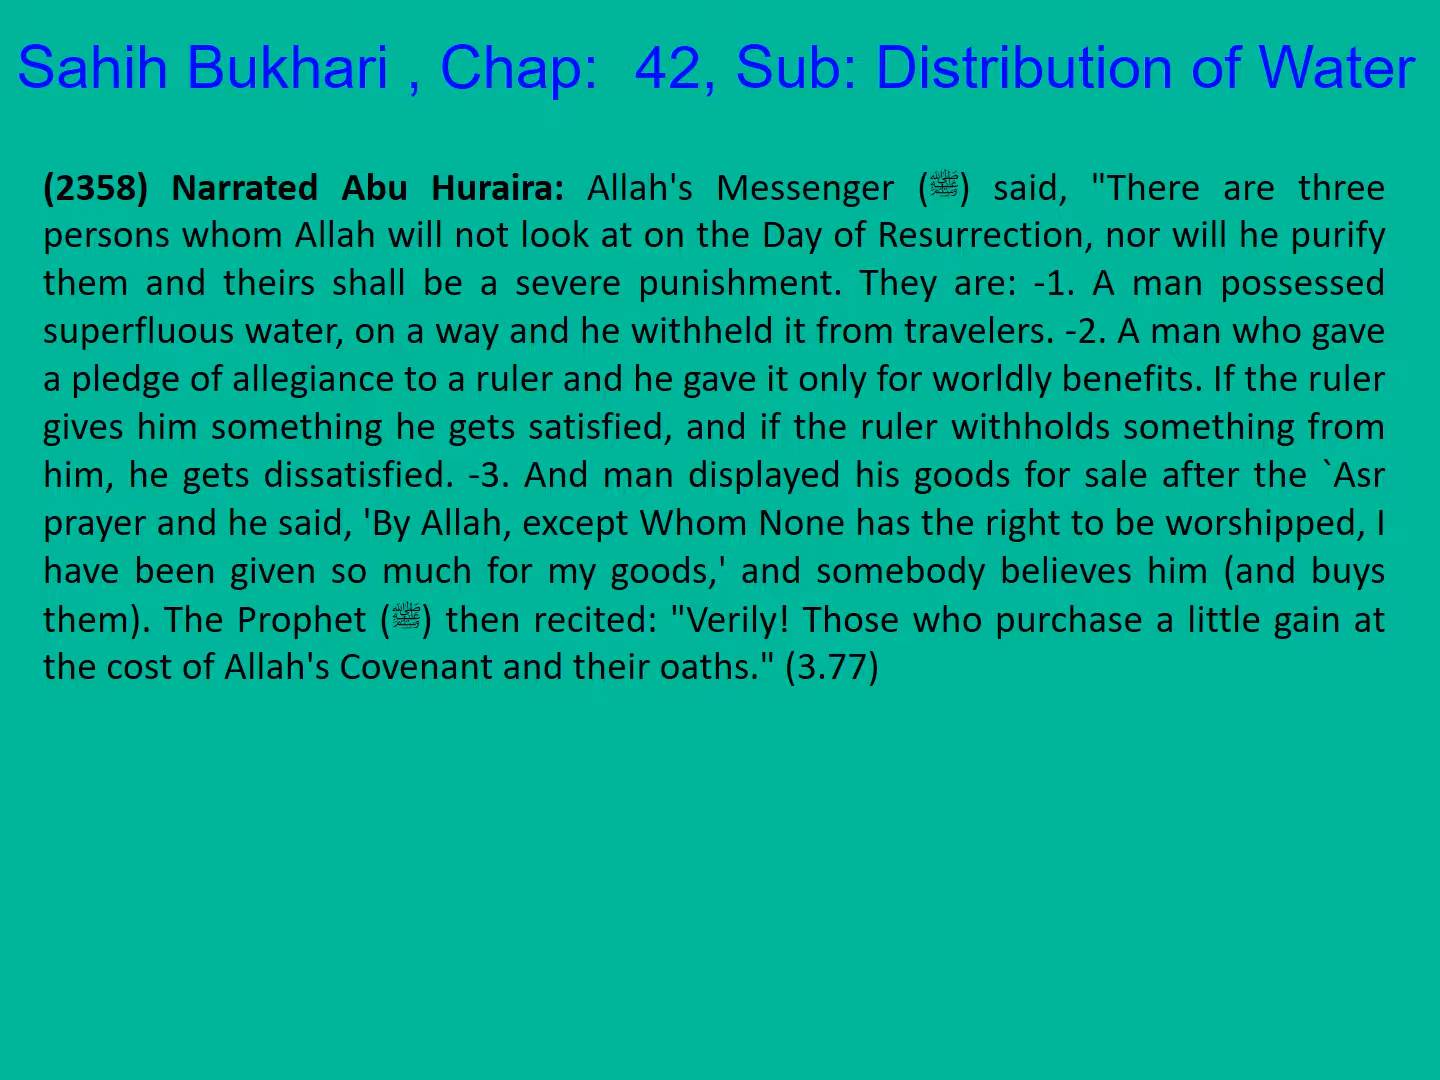 Sahih Bukhari , Chap:  42, Sub: Distribution of Water
(2358) Narrated Abu Huraira: Allah's Messenger (ﷺ) said, "There are three
persons whom Allah will not look at on the Day of Resurrection, nor will he purify
them and theirs shall be a severe punishment. They are: -1. A man possessed
superfluous water, on a way and he withheld it from travelers. -2. A man who gave
a pledge of allegiance to a ruler and he gave it only for worldly benefits. If the ruler
gives him something he gets satisfied, and if the ruler withholds something from
him, he gets dissatisfied. -3. And man displayed his goods for sale after the `Asr
prayer and he said, 'By Allah, except Whom None has the right to be worshipped, I
have been given so much for my goods,' and somebody believes him (and buys
them). The Prophet (ﷺ) then recited: "Verily! Those who purchase a little gain at
the cost of Allah's Covenant and their oaths." (3.77)